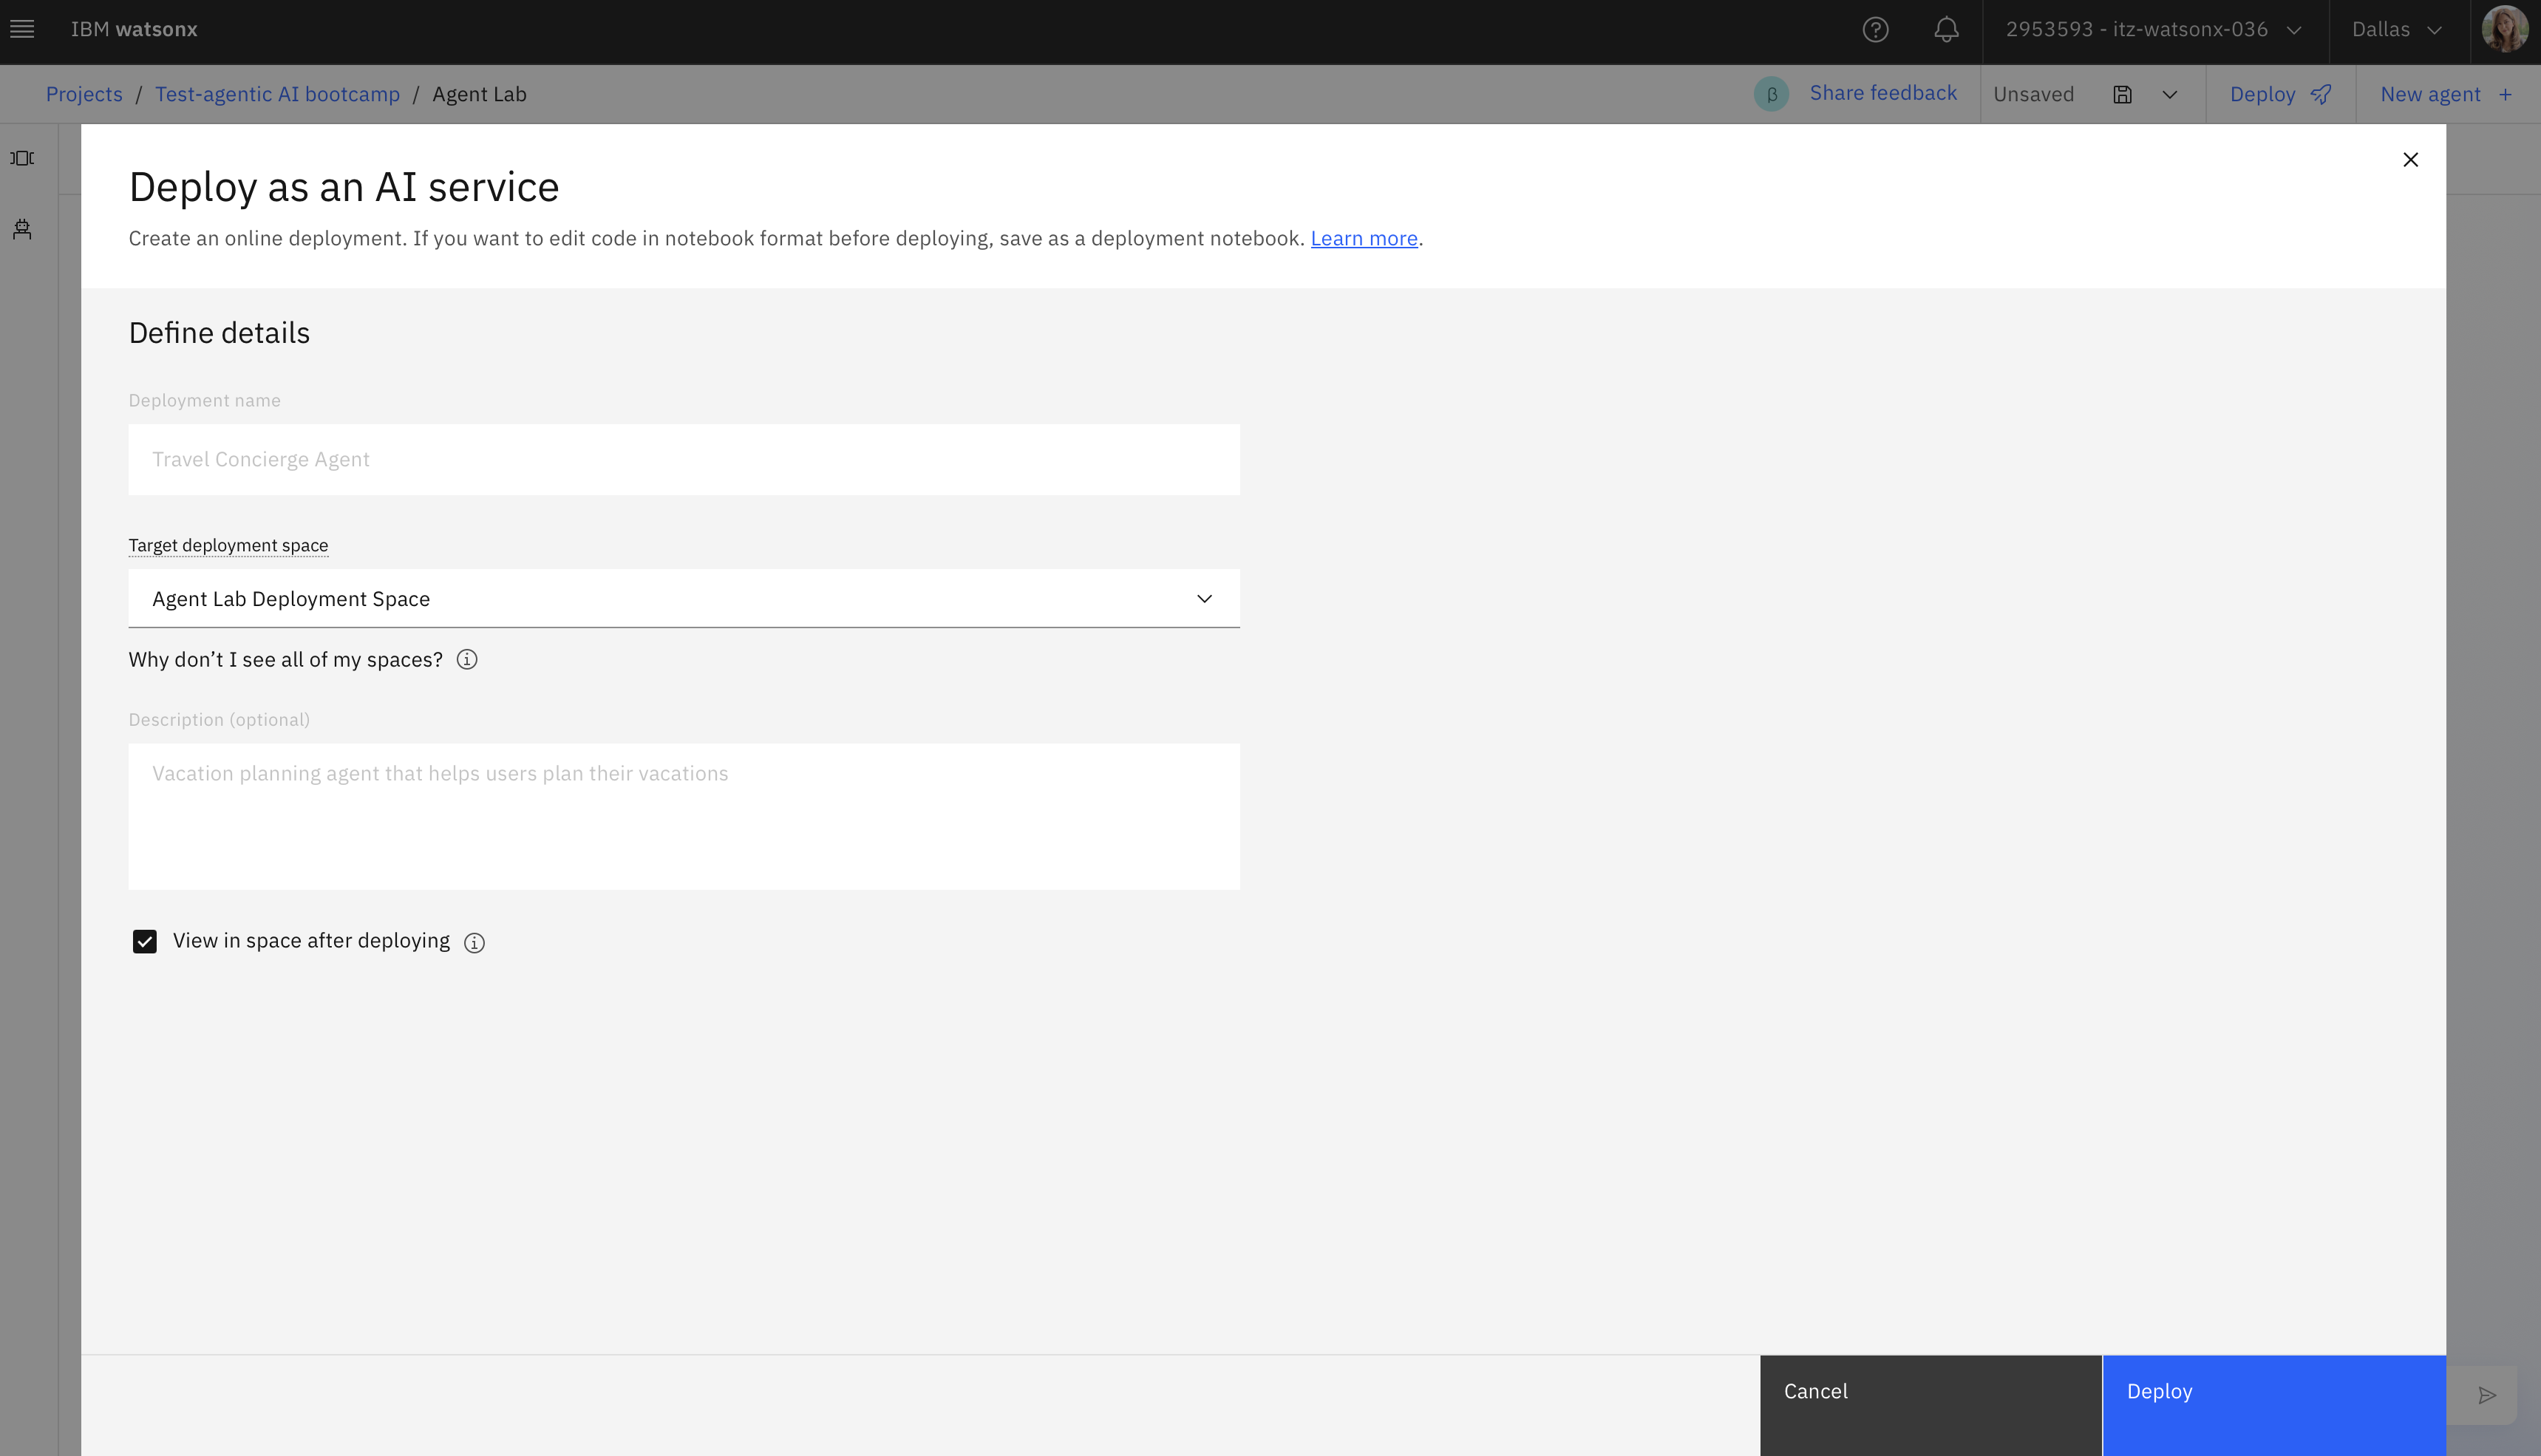 IBM watsonx
2953593 - itz-watsonx-036
Dallas
Projects / Test-agentic AI bootcamp / Agent Lab
β Share feedback
Unsaved
Deploy
New agent +
Deploy as an AI service
Create an online deployment. If you want to edit code in notebook format before deploying, save as a deployment notebook. Learn more.
Define details
Deployment name
Travel Concierge Agent
Target deployment space
Agent Lab Deployment Space
Why don’t I see all of my spaces?
Description (optional)
Vacation planning agent that helps users plan their vacations
View in space after deploying
Cancel
Deploy